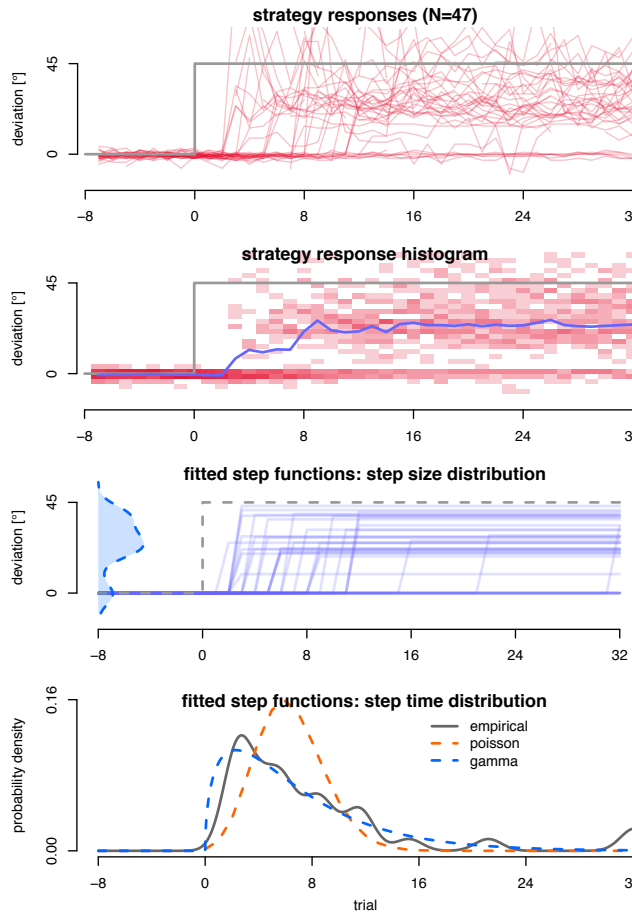 strategy responses (N=47)
45
0
deviation [°]
−8 0 8 16 24 3
strategy response histogram
45
0
deviation [°]
−8 0 8 16 24 3
fitted step functions: step size distribution
45
0
deviation [°]
−8 0 8 16 24 32
fitted step functions: step time distribution
0.16
0.00
probability density
empirical
poisson
gamma
−8 0 8 16 24 3
trial